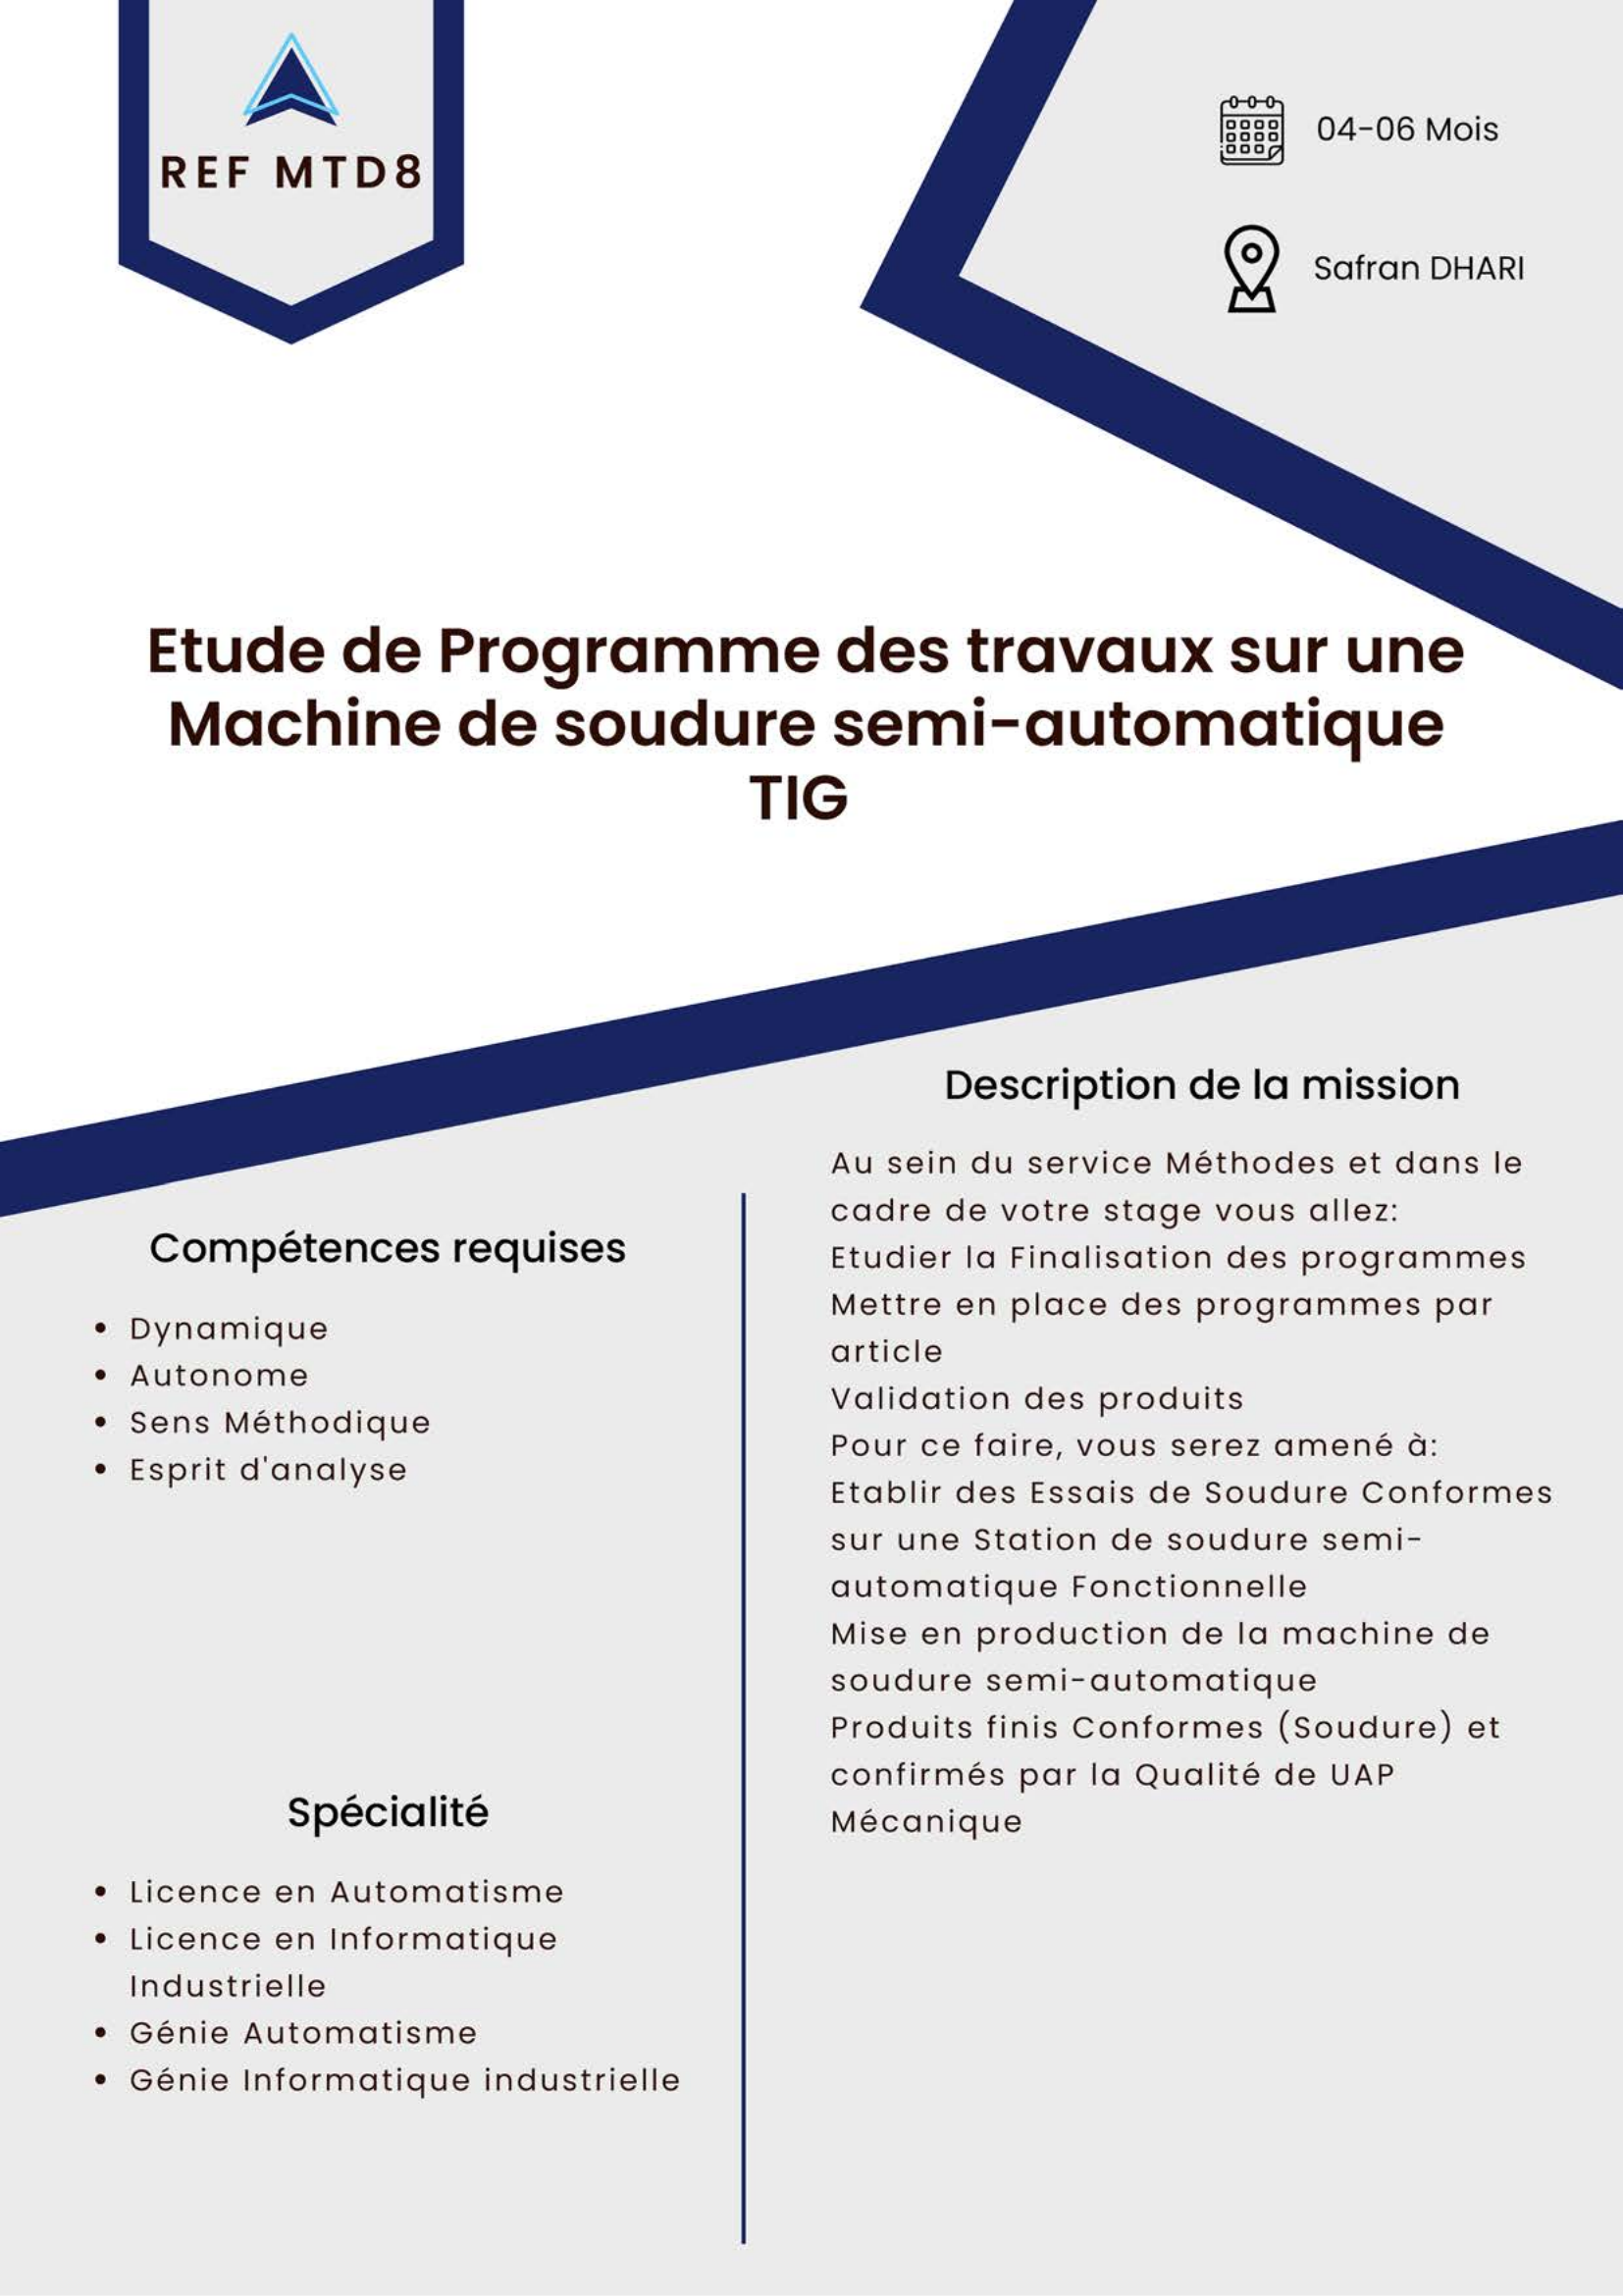 REF MTD8
04-06 Mois
Safran DHARI
Etude de Programme des travaux sur une
Machine de soudure semi-automatique
TIG
Compétences requises
• Dynamique
• Autonome
• Sens Méthodique
• Esprit d'analyse
Spécialité
• Licence en Automatisme
• Licence en Informatique
Industrielle
• Génie Automatisme
• Génie Informatique industrielle
Description de la mission
Au sein du service Méthodes et dans le
cadre de votre stage vous allez:
Etudier la Finalisation des programmes
Mettre en place des programmes par
article
Validation des produits
Pour ce faire, vous serez amené à:
Etablir des Essais de Soudure Conformes
sur une Station de soudure semi-
automatique Fonctionnelle
Mise en production de la machine de
soudure semi-automatique
Produits finis Conformes (Soudure) et
confirmés par la Qualité de UAP
Mécanique